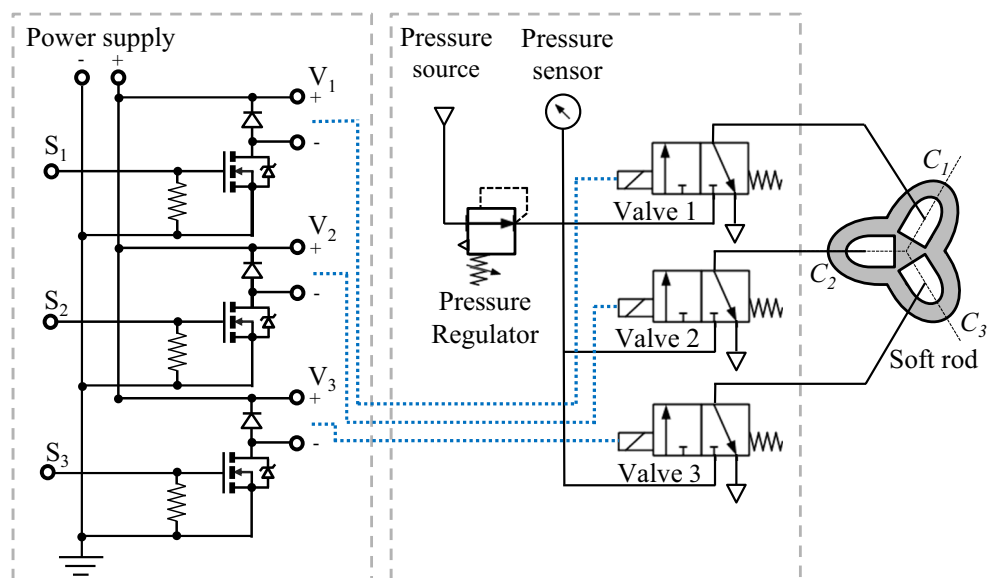 Power supply
- +
V1
+
-
S1
V2
+
-
S2
V3
+
-
S3
Pressure
source
Pressure
sensor
Pressure
Regulator
Valve 1
Valve 2
Valve 3
C1
C2
C3
Soft rod